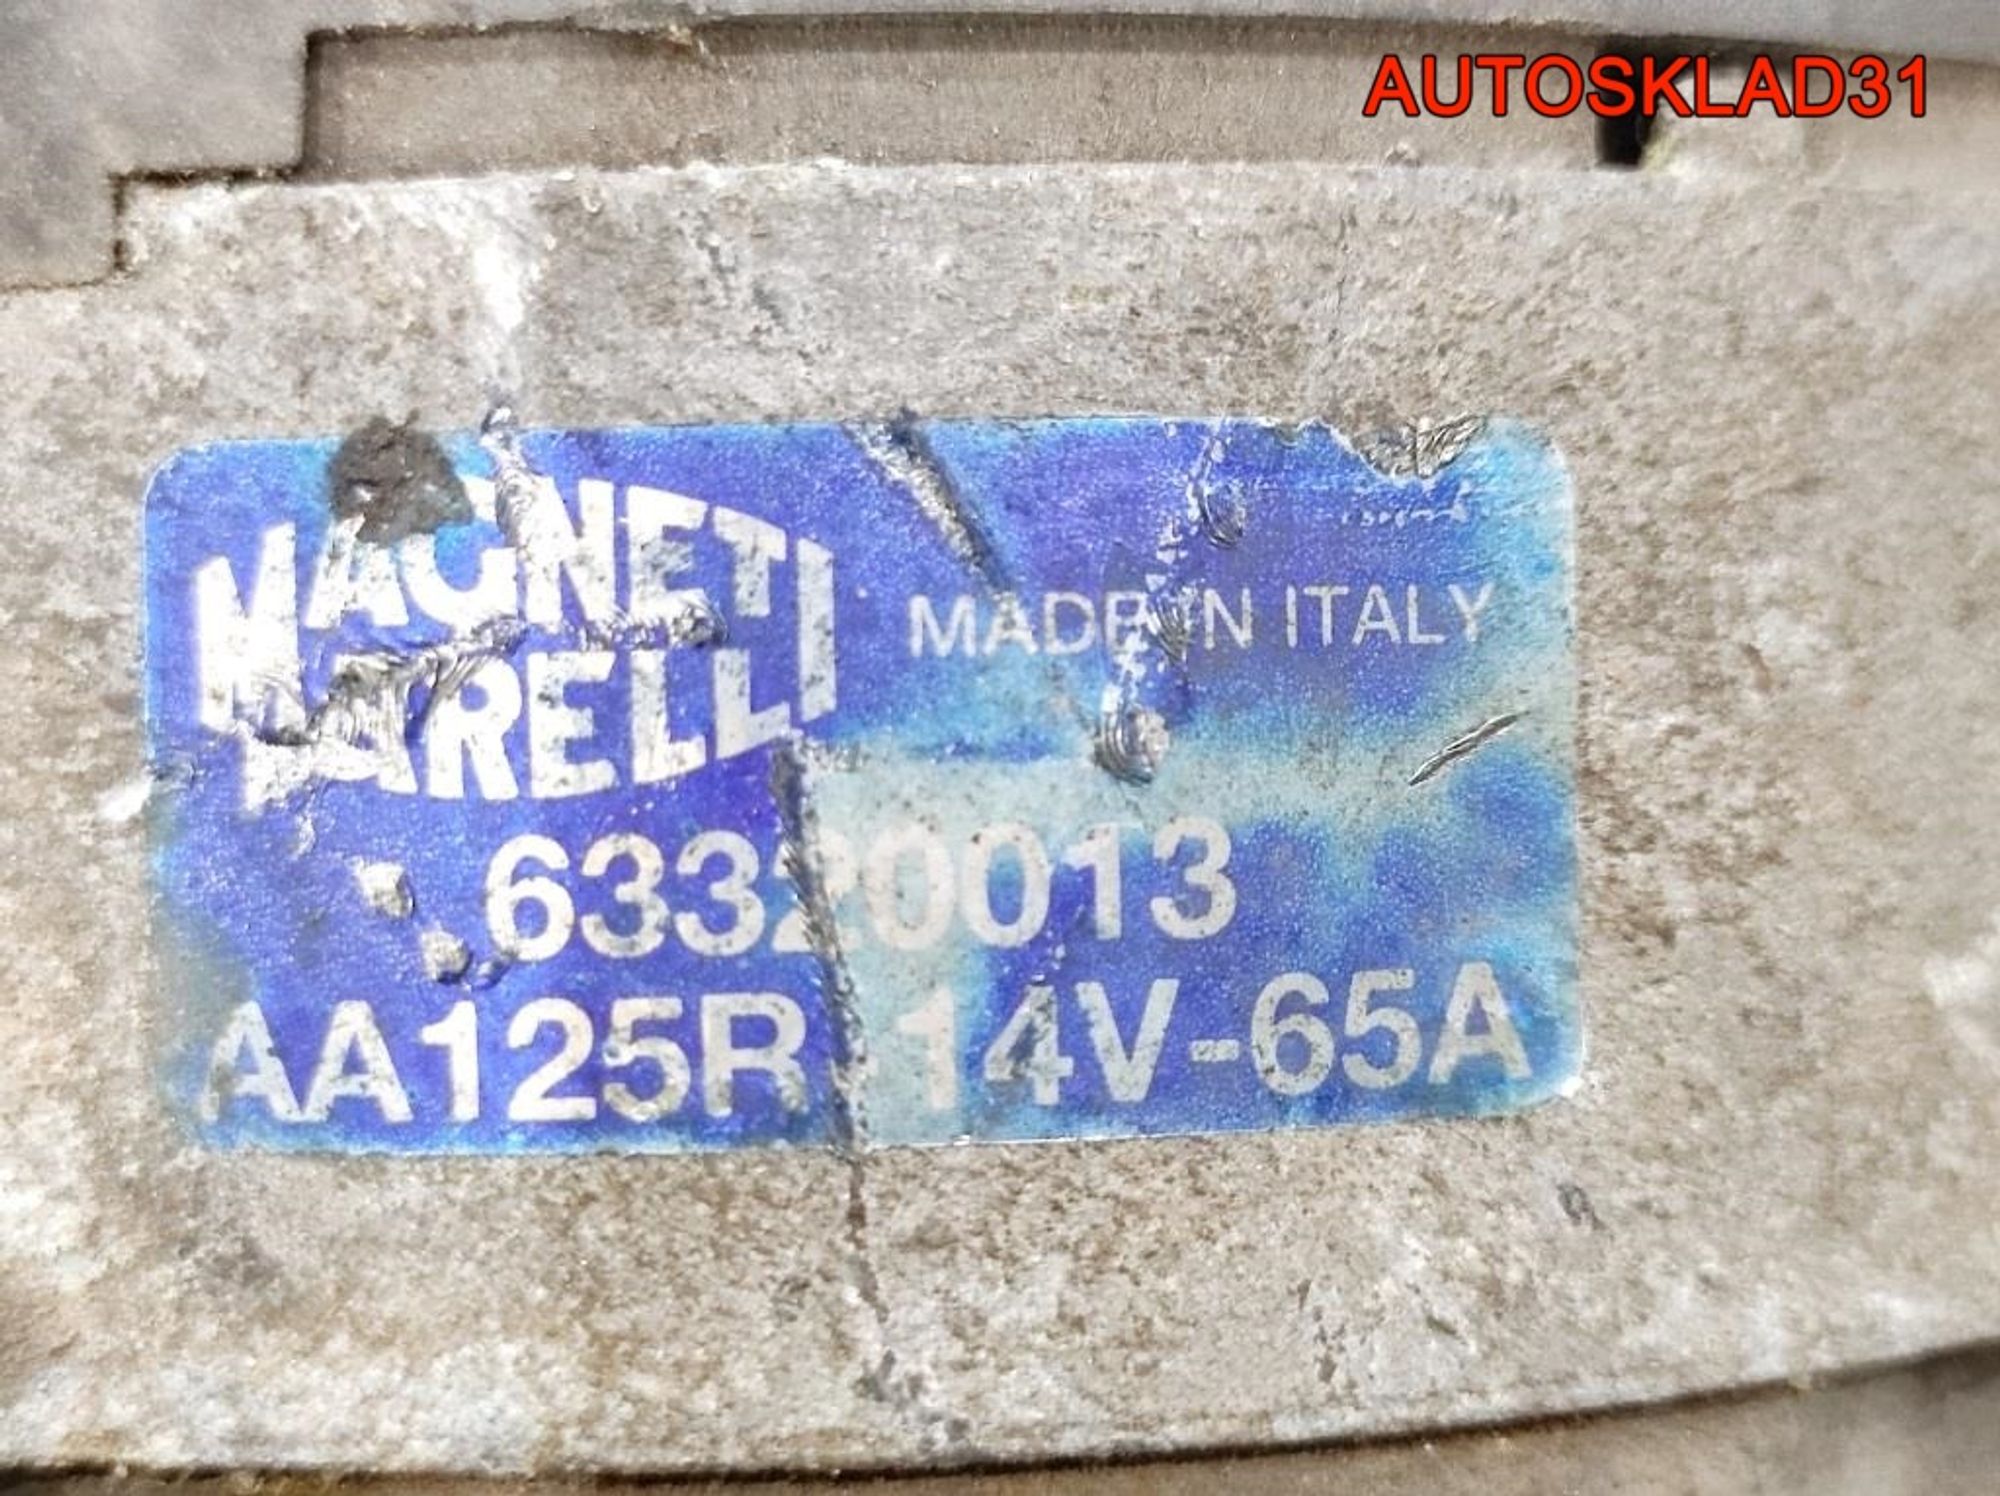 AUTOSKLAD31
MAGNETI
MARELLI
MADE IN ITALY
63320013
AA125R 14V-65A